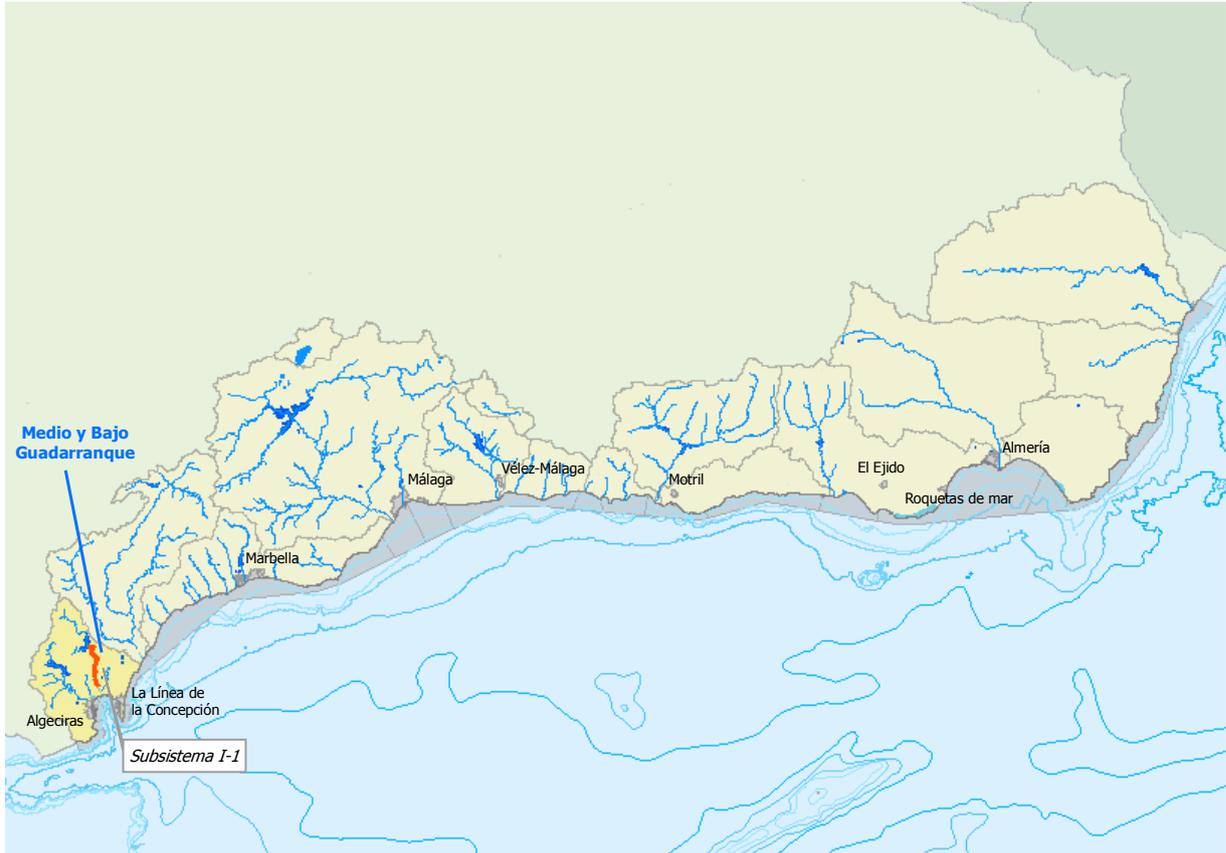 Medio y Bajo
Guadarranque
Málaga
Vélez-Málaga
Motril
El Ejido
Almería
Roquetas de mar
Marbella
La Línea de
la Concepción
Algeciras
Subsistema I-1